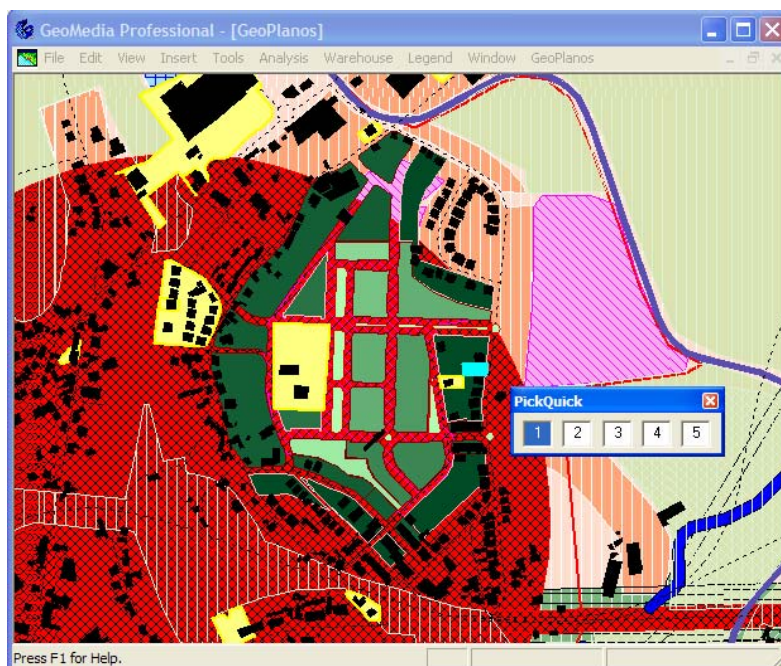 GeoMedia Professional - [GeoPlanos]
File Edit View Insert Tools Analysis Warehouse Legend Window GeoPlanos
PickQuick
1 2 3 4 5
Press F1 for Help.